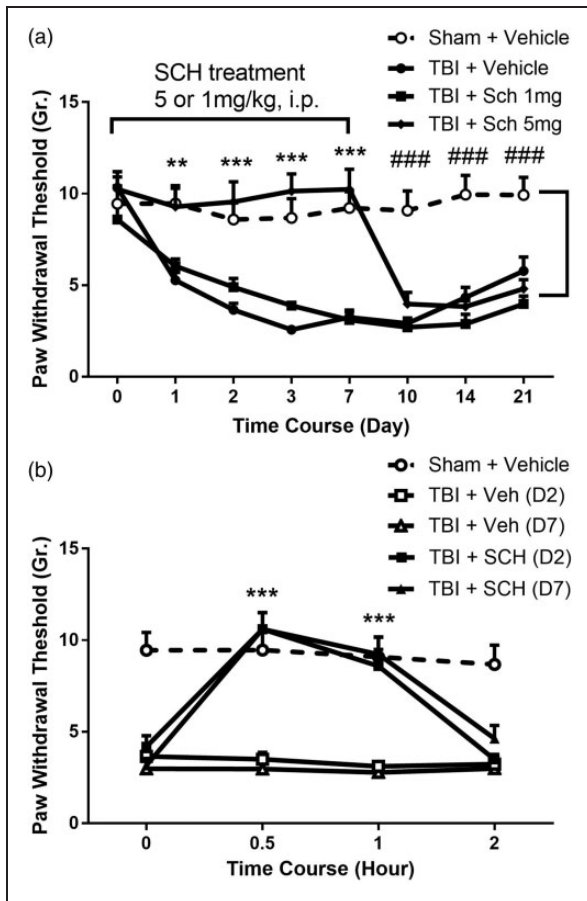 (a)
Sham + Vehicle
TBI + Vehicle
TBI + Sch 1mg
TBI + Sch 5mg
SCH treatment
5 or 1mg/kg, i.p.
** *** *** *** ### ### ###
Paw Withdrawal Threshold (Gr.)
15
10
5
0
0 1 2 3 7 10 14 21
Time Course (Day)
(b)
Sham + Vehicle
TBI + Veh (D2)
TBI + Veh (D7)
TBI + SCH (D2)
TBI + SCH (D7)
*** ***
Paw Withdrawal Threshold (Gr.)
15
10
5
0
0 0.5 1 2
Time Course (Hour)